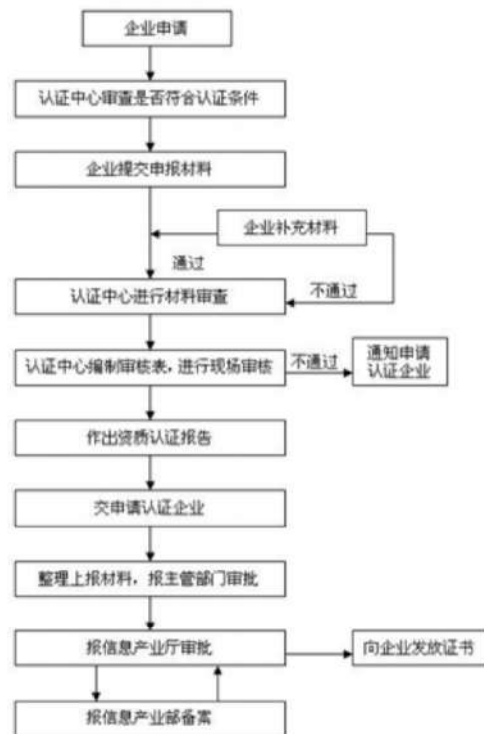 企业申请
认证中心审查是否符合认证条件
企业提交申报材料
企业补充材料
通过
不通过
认证中心进行材料审查
认证中心编制审核表，进行现场审核
不通过
通知申请
认证企业
作出资质认证报告
交申请认证企业
整理上报材料，报主管部门审批
报信息产业厅审批
向企业发放证书
报信息产业部备案